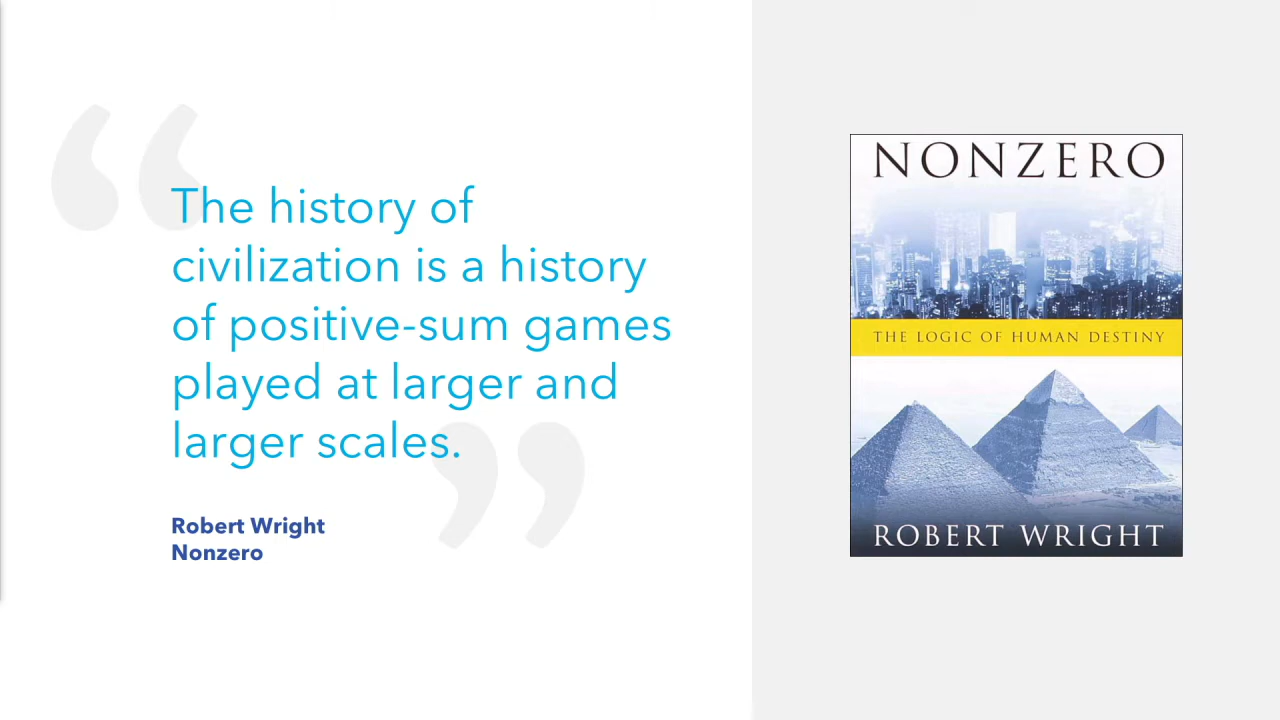 The history of
civilization is a history
of positive-sum games
played at larger and
larger scales.
Robert Wright
Nonzero
NONZERO
THE LOGIC OF HUMAN DESTINY
ROBERT WRIGHT